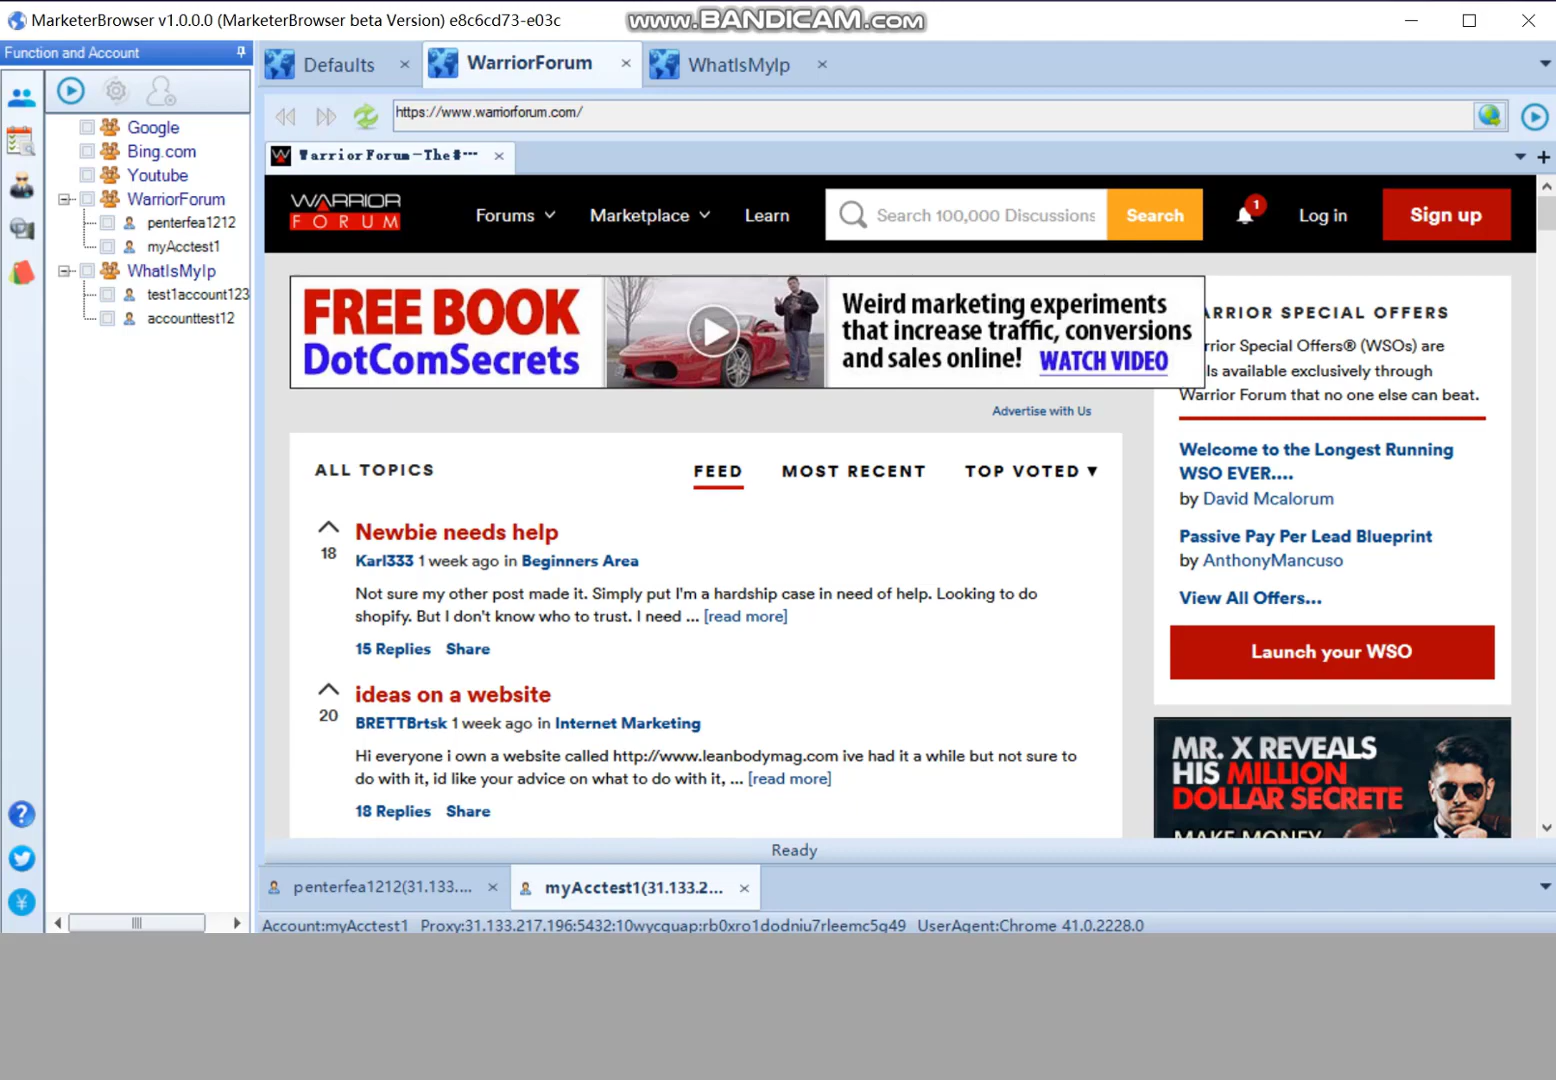 MarketerBrowser v1.0.0.0 (MarketerBrowser beta Version) e8c6cd73-e03c
www.BANDICAM.com
Function and Account
Defaults
WarriorForum
WhatIsMyIp
https://www.warriorforum.com/
Google
Bing.com
Youtube
WarriorForum
penterfea1212
myAcctest1
WhatIsMyIp
test1account123
accounttest12
Warrior Forum - The #...
WARRIOR
FORUM
Forums
Marketplace
Learn
Search 100,000 Discussions
Search
1
Log in
Sign up
FREE BOOK
DotComSecrets
Weird marketing experiments
that increase traffic, conversions
and sales online! WATCH VIDEO
Advertise with Us
ARRIOR SPECIAL OFFERS
rrior Special Offers® (WSOs) are
ls available exclusively through
Warrior Forum that no one else can beat.
Welcome to the Longest Running
WSO EVER....
by David Mcalorum
Passive Pay Per Lead Blueprint
by AnthonyMancuso
View All Offers...
Launch your WSO
ALL TOPICS
FEED
MOST RECENT
TOP VOTED ▼
Newbie needs help
18
Karl333 1 week ago in Beginners Area
Not sure my other post made it. Simply put I'm a hardship case in need of help. Looking to do
shopify. But I don't know who to trust. I need ... [read more]
15 Replies Share
ideas on a website
20
BRETTBrtsk 1 week ago in Internet Marketing
Hi everyone i own a website called http://www.leanbodymag.com ive had it a while but not sure to
do with it, id like your advice on what to do with it, ... [read more]
18 Replies Share
MR. X REVEALS
HIS MILLION
DOLLAR SECRETE
MAKE MONEY
Ready
penterfea1212(31.133....
myAcctest1(31.133.2...
Account:myAcctest1 Proxy:31.133.217.196:5432:10wycquap:rb0xro1dodniu7rleemc5q49 UserAgent:Chrome 41.0.2228.0